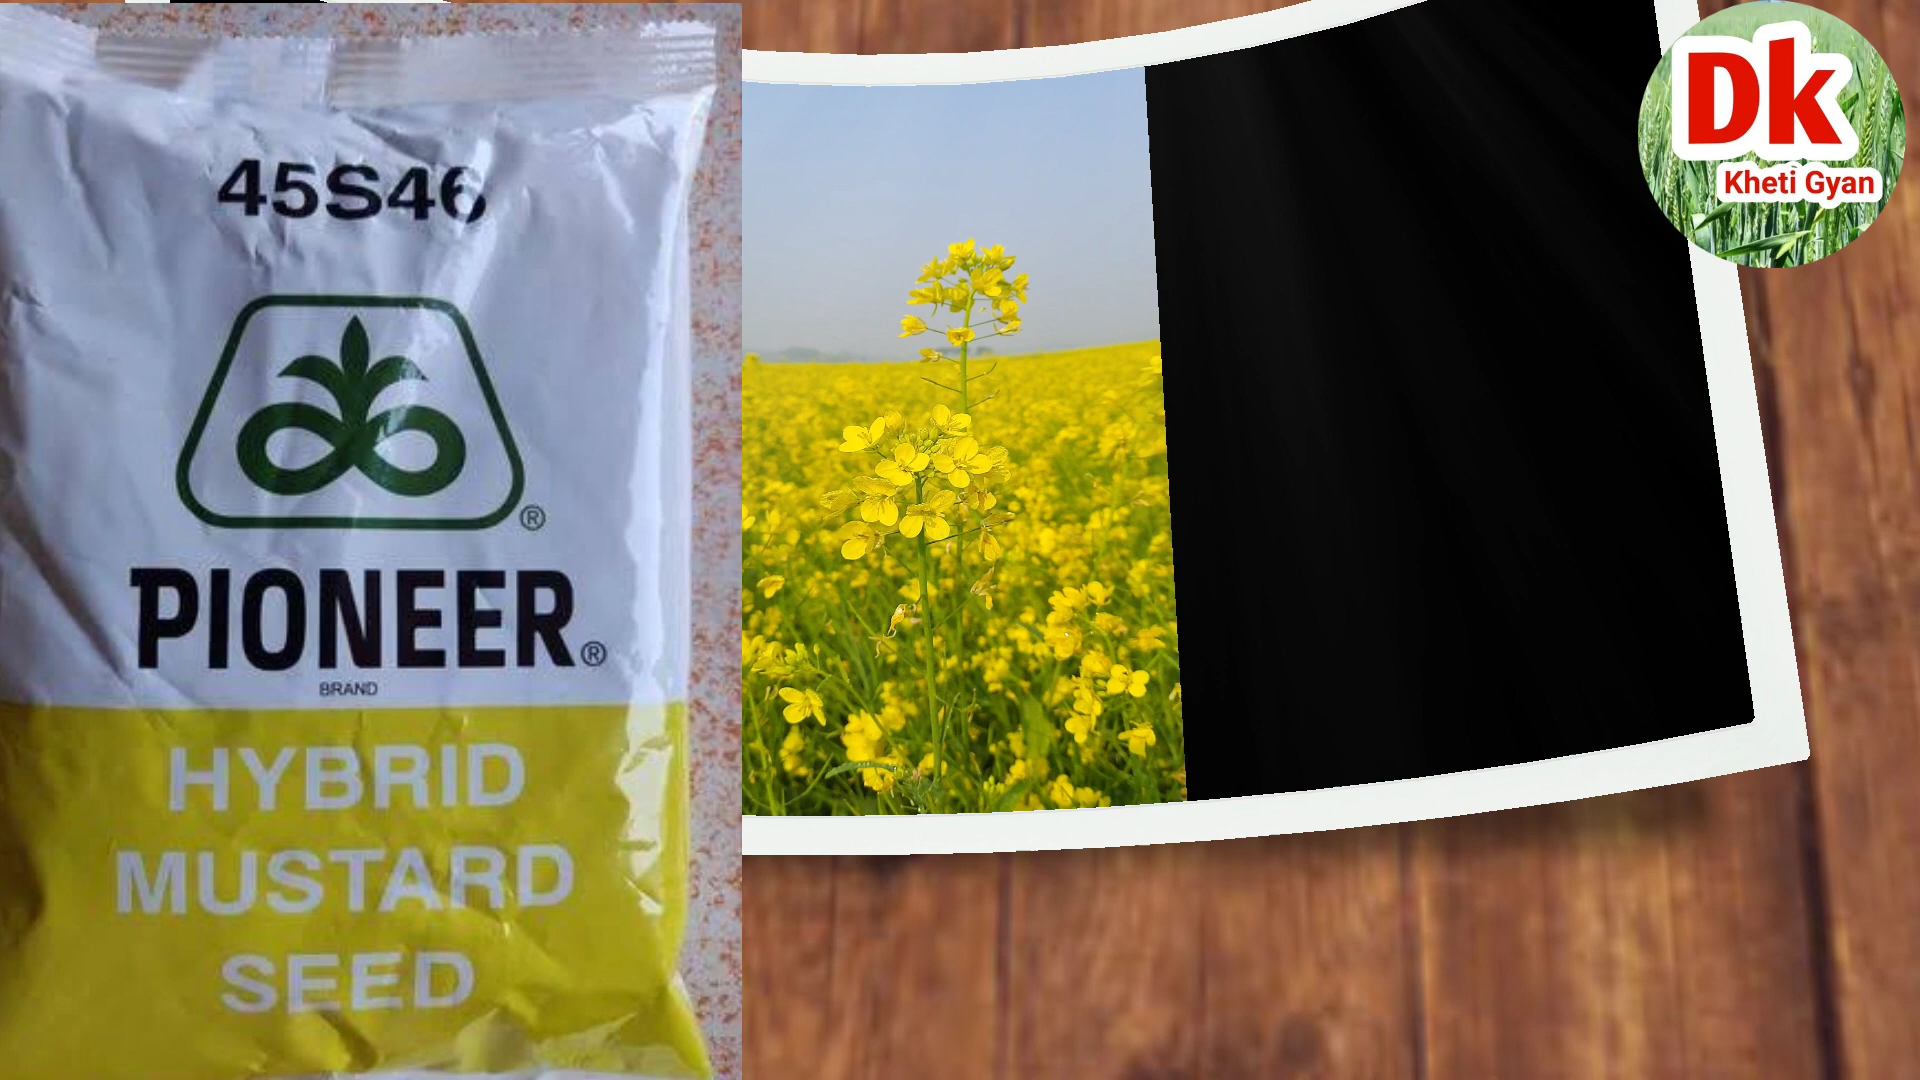 45S46
PIONEER®
BRAND
HYBRID
MUSTARD
SEED
Dk
Kheti Gyan